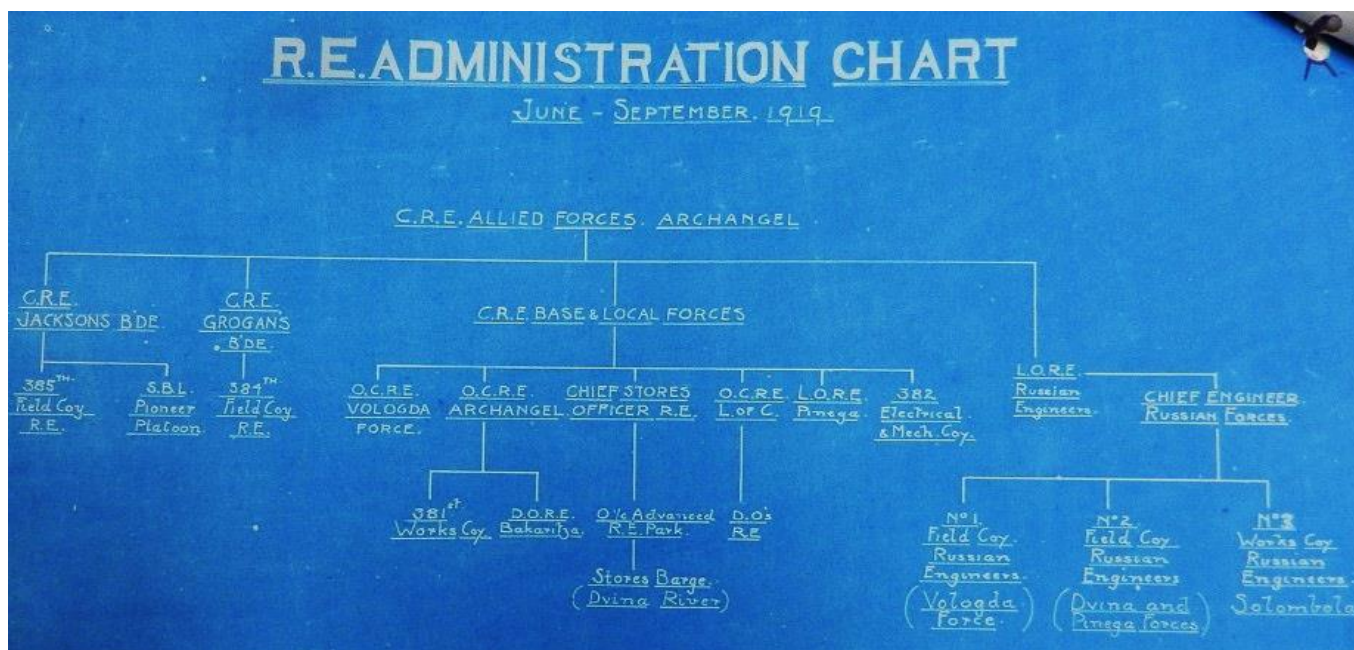 R.E. ADMINISTRATION CHART
JUNE - SEPTEMBER. 1919.
C.R.E. ALLIED FORCES. ARCHANGEL.
C.R.E.
JACKSONS B'DE.
C.R.E.
GROGANS
B'DE.
C.R.E. BASE & LOCAL FORCES
L.O.R.E.
Russian
Engineers.
CHIEF ENGINEER
RUSSIAN FORCES.
385TH
Field Coy
R.E.
S.B.L.
Pioneer
Platoon.
384TH
Field Coy
R.E.
O.C.R.E.
VOLOGDA
FORCE.
O.C.R.E.
ARCHANGEL
CHIEF STORES
OFFICER R.E.
O.C.R.E.
L. of C.
L.O.R.E.
Pinega.
382
Electrical
& Mech. Coy.
381st
Works Coy
D.O.R.E.
Bakaritza.
O/c Advanced
R.E. Park.
D.O's
R.E
Stores Barge.
(Dvina River)
No 1
Field Coy.
Russian
Engineers.
(Vologda
Force.)
No 2
Field Coy
Russian
Engineers
(Dvina and
Pinega Forces)
No 3
Works Coy
Russian
Engineers.
Solombola